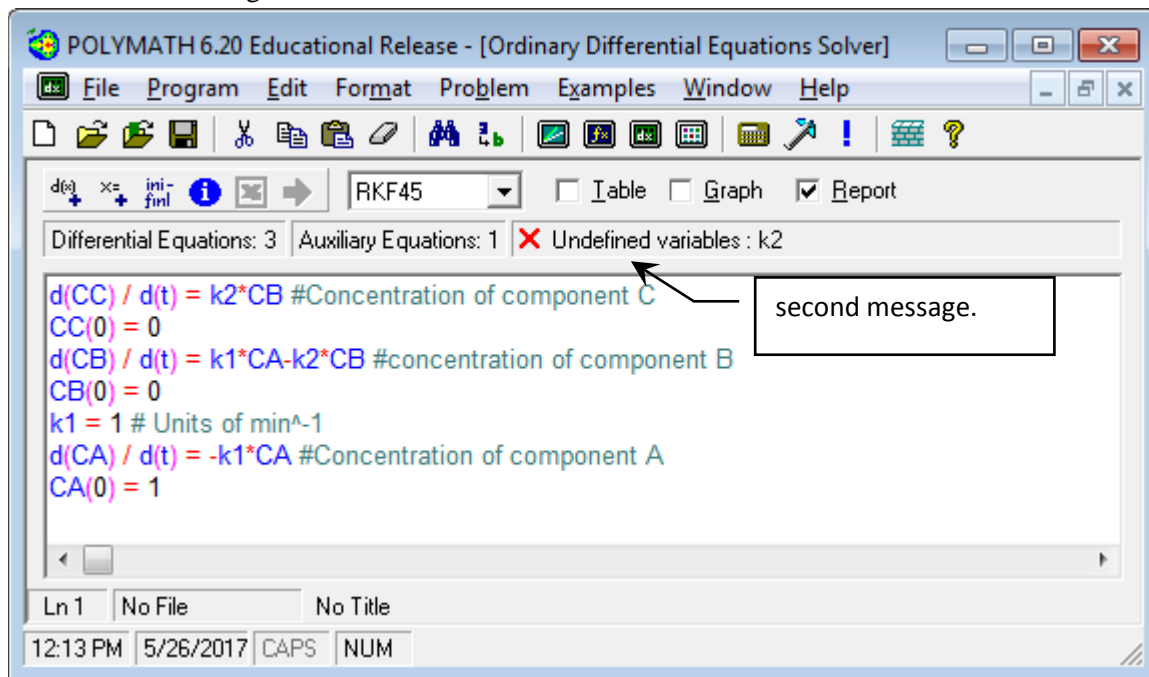 POLYMATH 6.20 Educational Release - [Ordinary Differential Equations Solver]
File Program Edit Format Problem Examples Window Help
d(x) x= ini- finl RKF45 Table Graph Report
Differential Equations: 3 Auxiliary Equations: 1 Undefined variables : k2
d(CC) / d(t) = k2*CB #Concentration of component C
CC(0) = 0
second message.
d(CB) / d(t) = k1*CA-k2*CB #concentration of component B
CB(0) = 0
k1 = 1 # Units of min^-1
d(CA) / d(t) = -k1*CA #Concentration of component A
CA(0) = 1
Ln 1 No File No Title
12:13 PM 5/26/2017 CAPS NUM